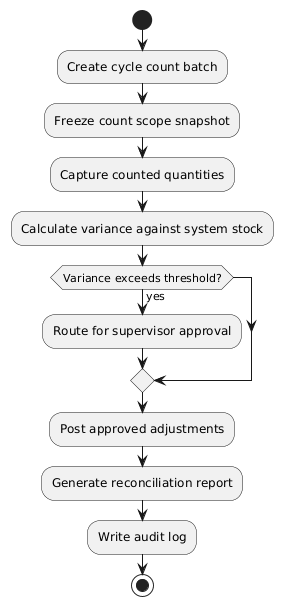 Create cycle count batch
Freeze count scope snapshot
Capture counted quantities
Calculate variance against system stock
Variance exceeds threshold?
yes
Route for supervisor approval
Post approved adjustments
Generate reconciliation report
Write audit log